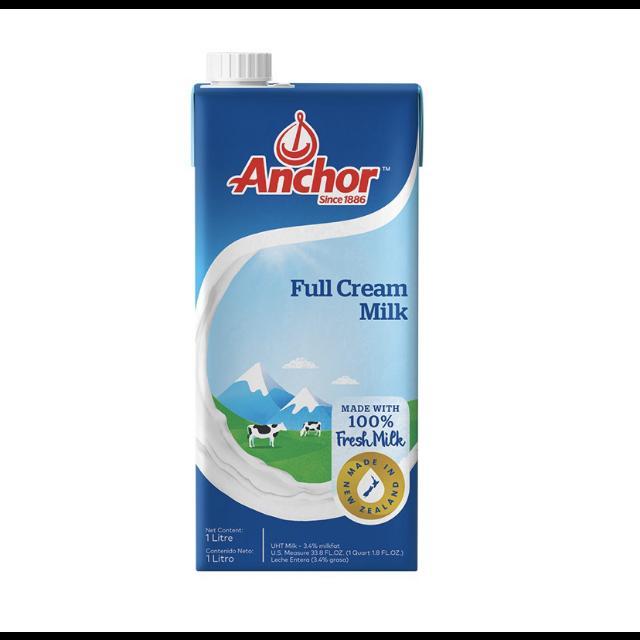 Anchor™
Since 1886
Full Cream
Milk
MADE WITH
100%
Fresh Milk
MADE IN
NEW ZEALAND
Net Content:
1 Litre
Contenido Neto:
1 Litro
UHT Milk - 3.4% milkfat
U.S. Measure 33.8 FL.OZ. (1 Quart 1.8 FL.OZ.)
Leche Entera (3.4% grasa)